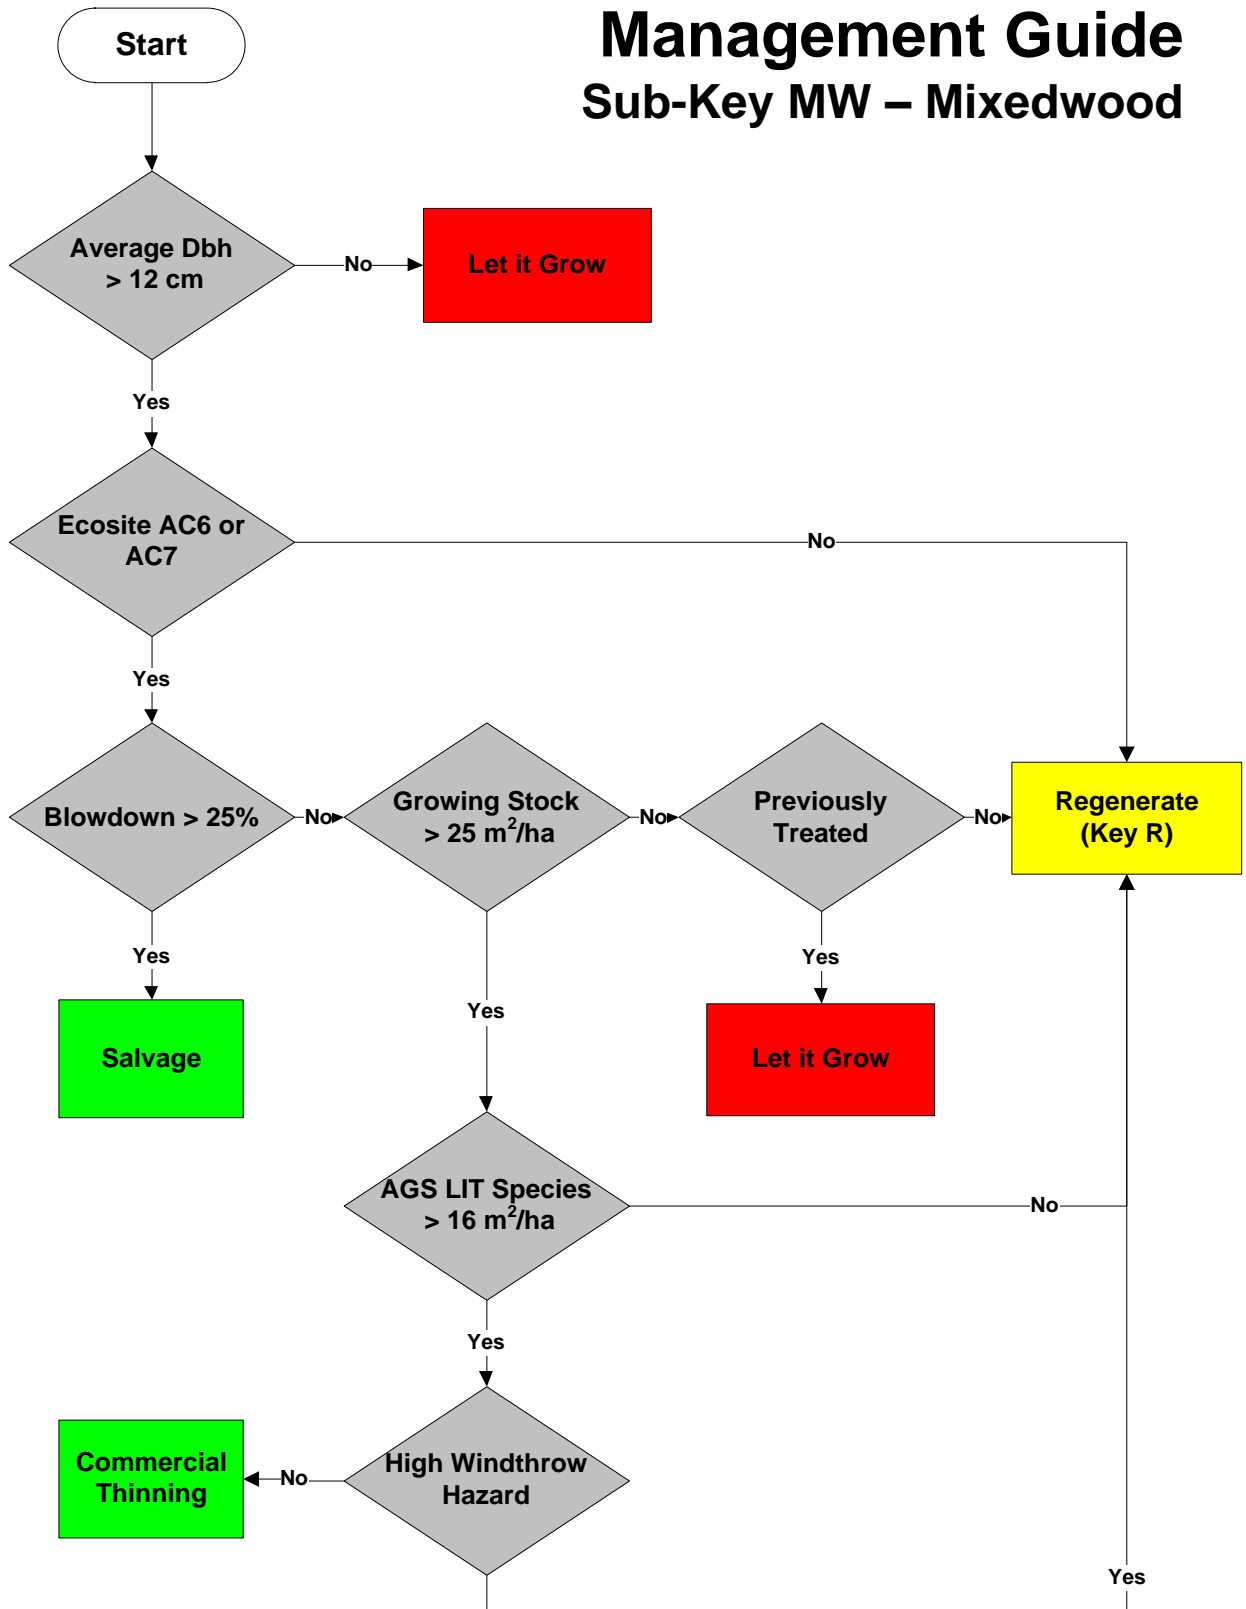 Management Guide
Sub-Key MW – Mixedwood
Start
Average Dbh
> 12 cm
No
Let it Grow
Yes
Ecosite AC6 or
AC7
No
Yes
Blowdown > 25%
No
Growing Stock
> 25 m²/ha
No
Previously
Treated
No
Regenerate
(Key R)
Yes
Yes
Yes
Salvage
Let it Grow
AGS LIT Species
> 16 m²/ha
No
Yes
High Windthrow
Hazard
No
Commercial
Thinning
Yes